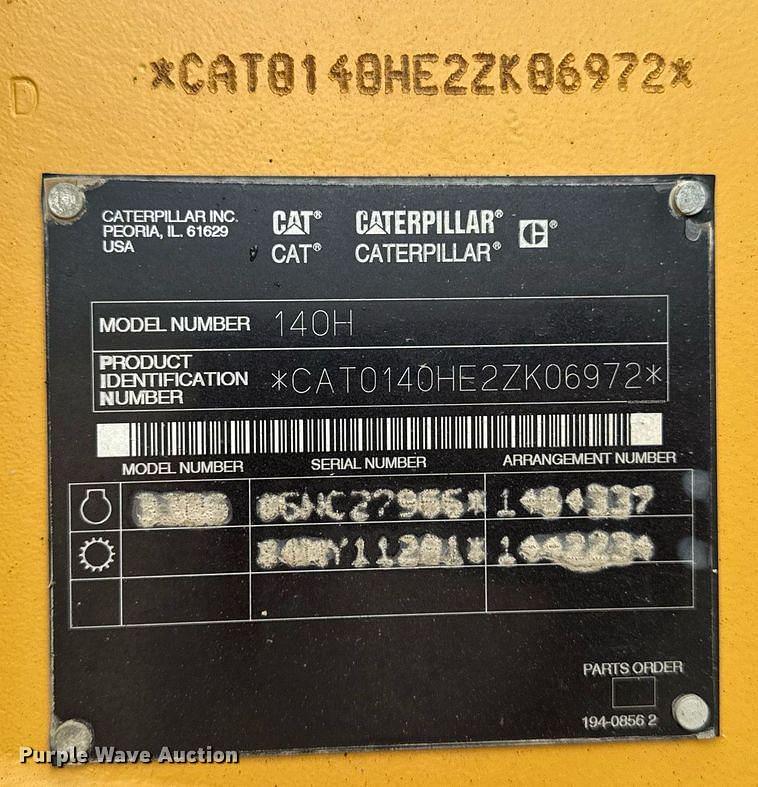 *CAT0140HE2ZK06972*
D
CATERPILLAR INC.
PEORIA, IL. 61629
USA
CAT® CATERPILLAR® C®
CAT® CATERPILLAR®
MODEL NUMBER 140H
PRODUCT
IDENTIFICATION
NUMBER
*CAT0140HE2ZK06972*
MODEL NUMBER SERIAL NUMBER ARRANGEMENT NUMBER
PARTS ORDER
194-0856 2
Purple Wave Auction